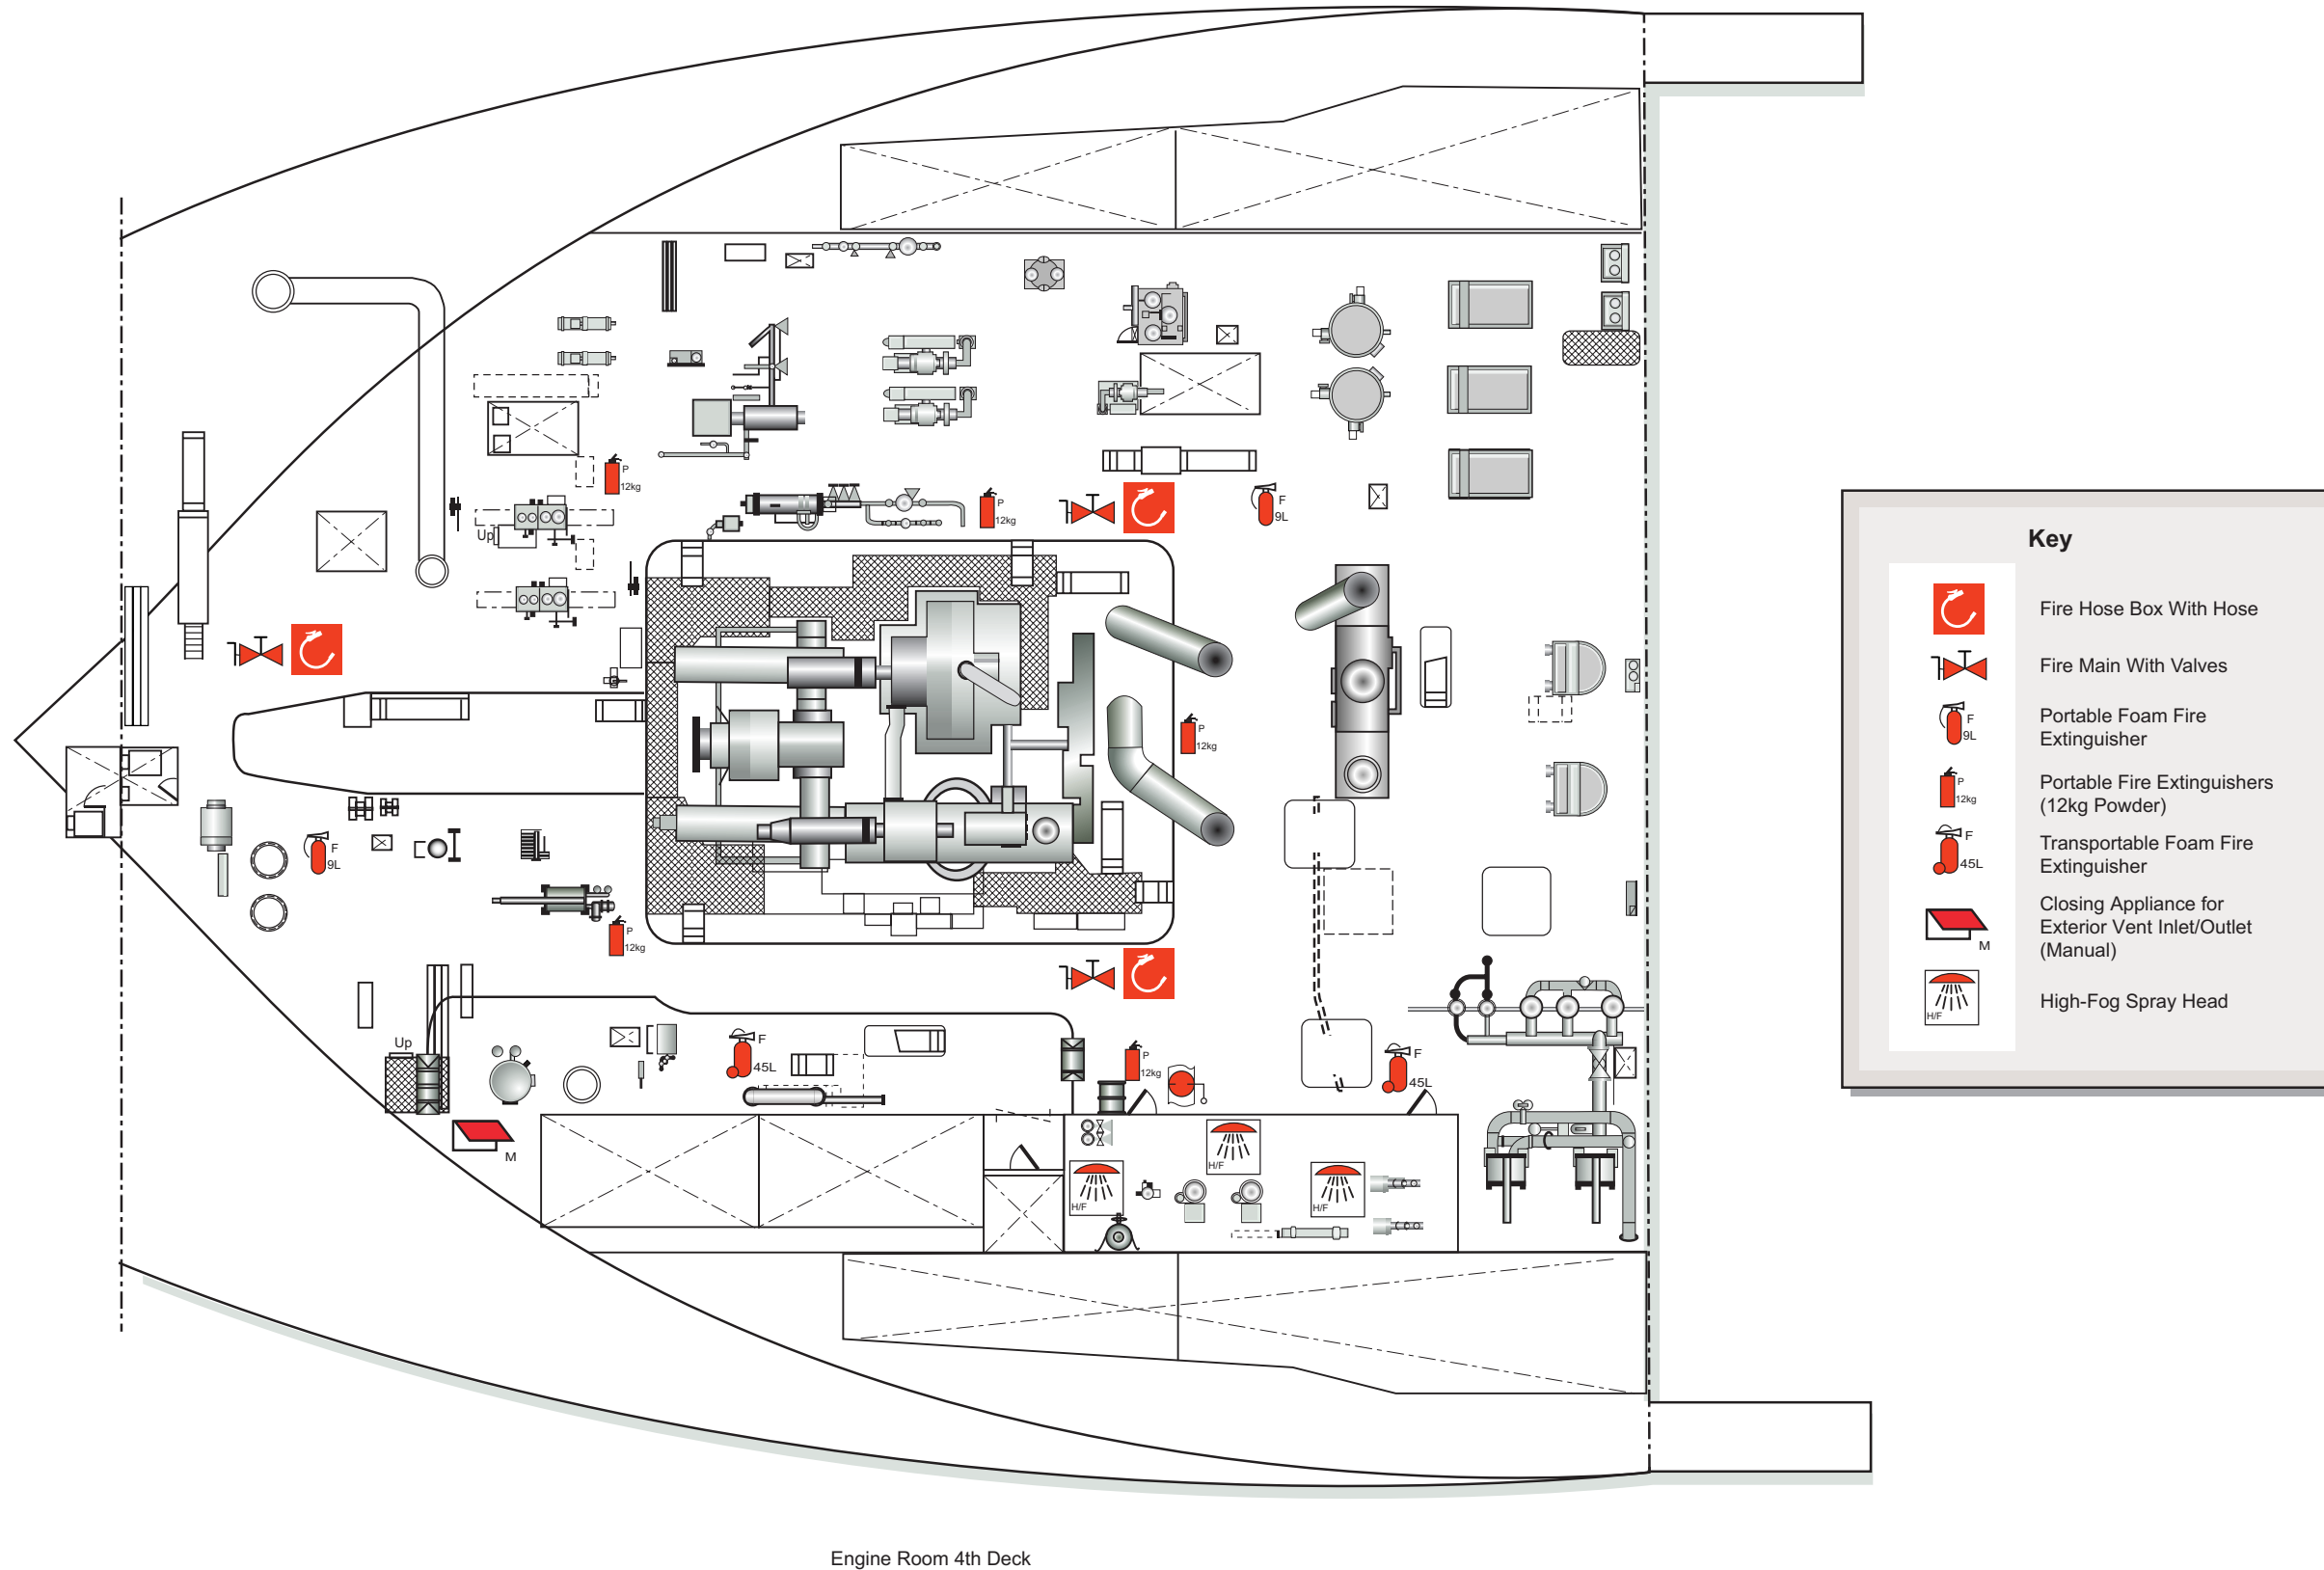 P
12kg
P
12kg
F
9L
Up
Key
Fire Hose Box With Hose
Fire Main With Valves
F
9L
Portable Foam Fire
Extinguisher
P
12kg
Portable Fire Extinguishers
(12kg Powder)
F
45L
Transportable Foam Fire
Extinguisher
M
Closing Appliance for
Exterior Vent Inlet/Outlet
(Manual)
H/F
High-Fog Spray Head
P
12kg
F
9L
P
12kg
Up
F
45L
P
12kg
F
45L
M
H/F
H/F
H/F
Engine Room 4th Deck